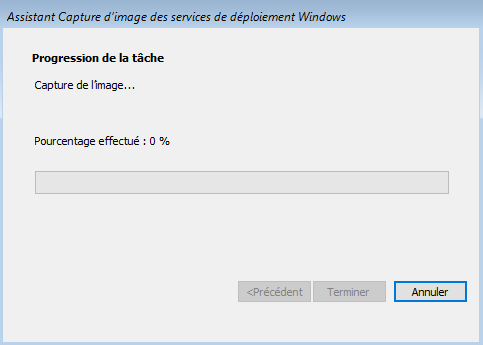 Assistant Capture d'image des services de déploiement Windows
Progression de la tâche
Capture de l'image...
Pourcentage effectué : 0 %
<Précédent
Terminer
Annuler